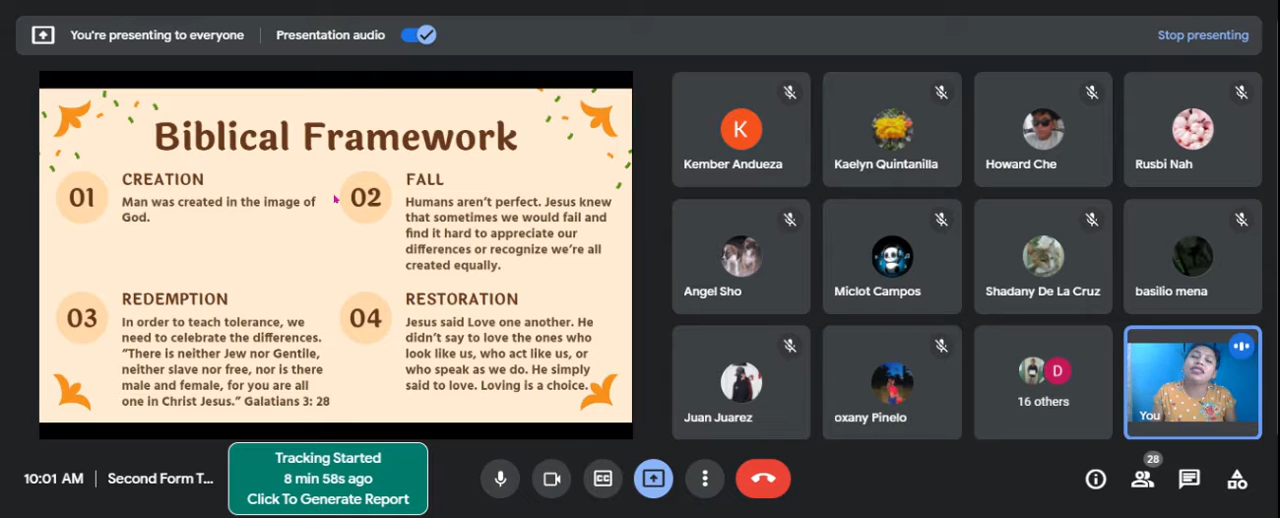 You're presenting to everyone
Presentation audio
Stop presenting
Biblical Framework
01
CREATION
Man was created in the image of
God.
02
FALL
Humans aren't perfect. Jesus knew
that sometimes we would fail and
find it hard to appreciate our
differences or recognize we're all
created equally.
03
REDEMPTION
In order to teach tolerance, we
need to celebrate the differences.
"There is neither Jew nor Gentile,
neither slave nor free, nor is there
male and female, for you are all
one in Christ Jesus." Galatians 3: 28
04
RESTORATION
Jesus said Love one another. He
didn't say to love the ones who
look like us, who act like us, or
who speak as we do. He simply
said to love. Loving is a choice.
K
Kember Andueza
Kaelyn Quintanilla
Howard Che
Rusbi Nah
Angel Sho
Miclot Campos
Shadany De La Cruz
basilio mena
Juan Juarez
oxany Pinelo
D
16 others
You
10:01 AM
Second Form T...
Tracking Started
8 min 58s ago
Click To Generate Report
CC
28